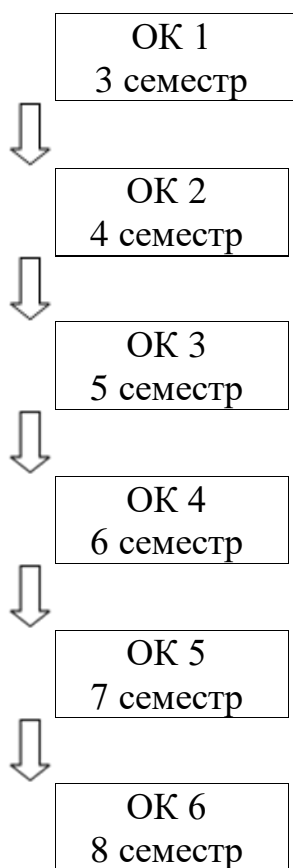 ОК 1
3 семестр
ОК 2
4 семестр
ОК 3
5 семестр
ОК 4
6 семестр
ОК 5
7 семестр
ОК 6
8 семестр